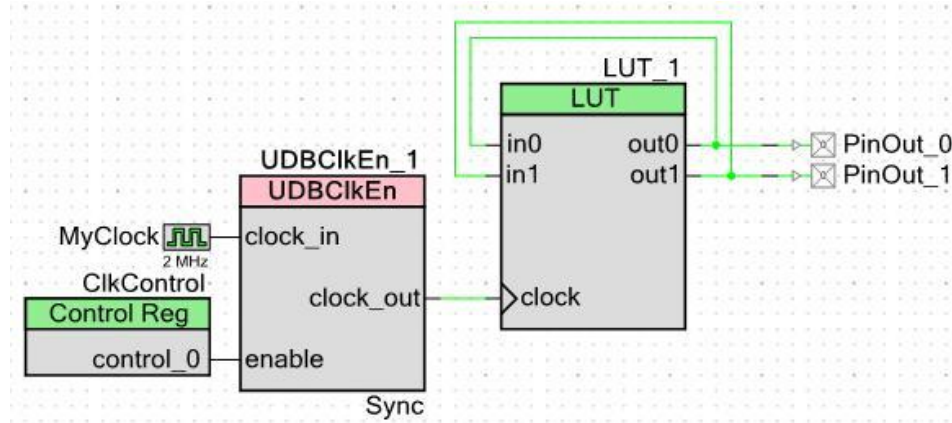 LUT_1
LUT
in0 out0 PinOut_0
in1 out1 PinOut_1
UDBClkEn_1
UDBClkEn
MyClock clock_in
2 MHz
ClkControl
Control Reg
clock_out clock
control_0 enable
Sync